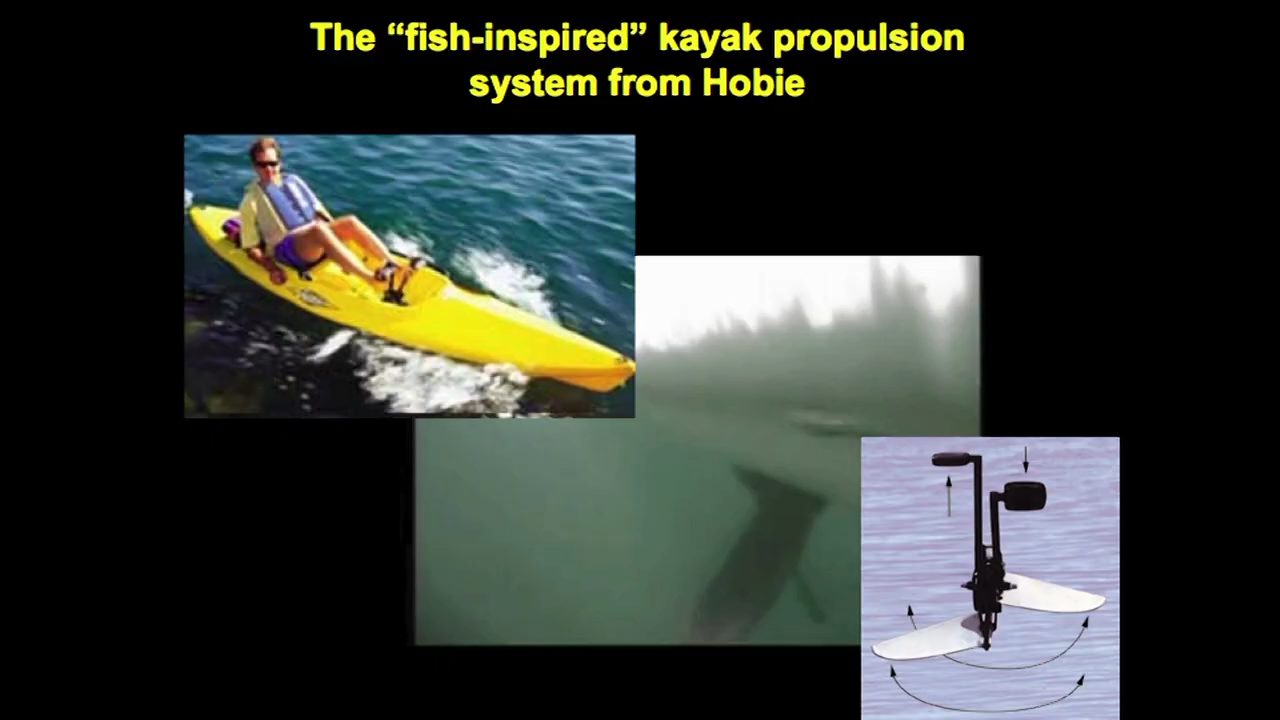 The “fish-inspired” kayak propulsion
system from Hobie